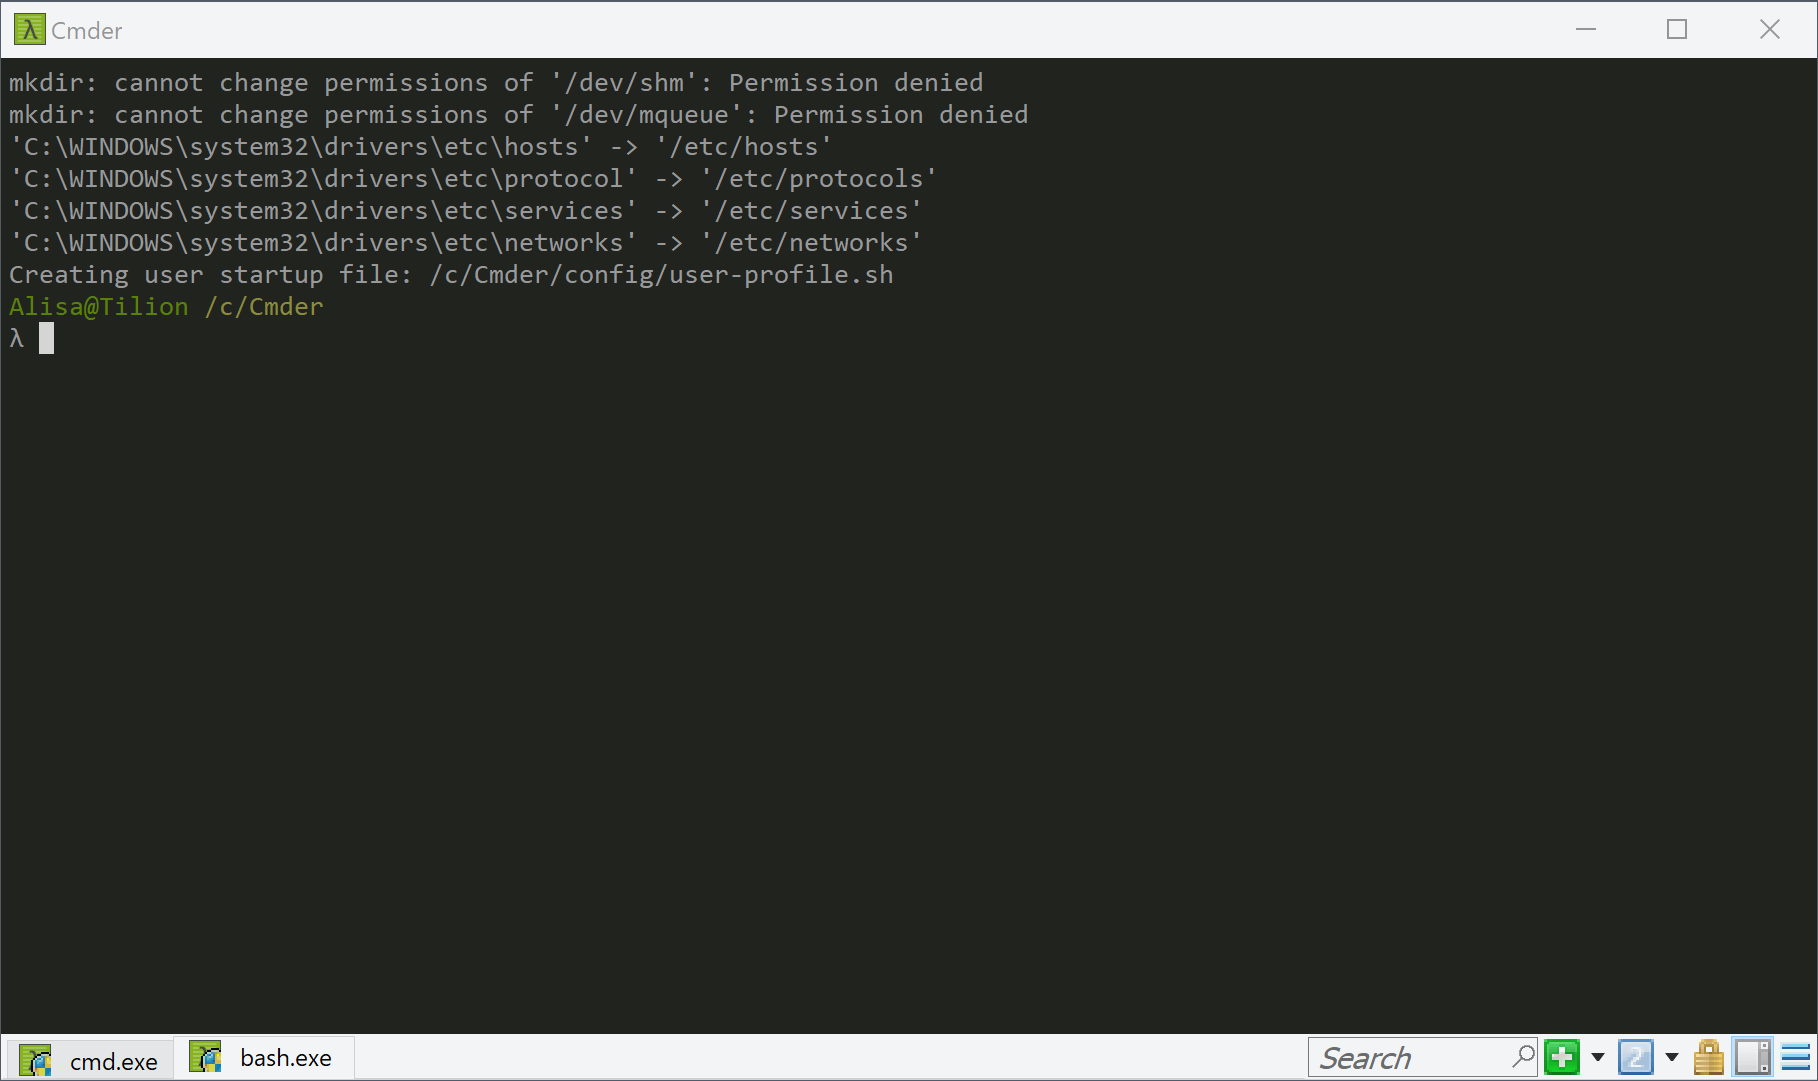 Cmder
mkdir: cannot change permissions of '/dev/shm': Permission denied
mkdir: cannot change permissions of '/dev/mqueue': Permission denied
'C:\WINDOWS\system32\drivers\etc\hosts' -> '/etc/hosts'
'C:\WINDOWS\system32\drivers\etc\protocol' -> '/etc/protocols'
'C:\WINDOWS\system32\drivers\etc\services' -> '/etc/services'
'C:\WINDOWS\system32\drivers\etc\networks' -> '/etc/networks'
Creating user startup file: /c/Cmder/config/user-profile.sh
Alisa@Tilion /c/Cmder
λ
cmd.exe bash.exe Search 2